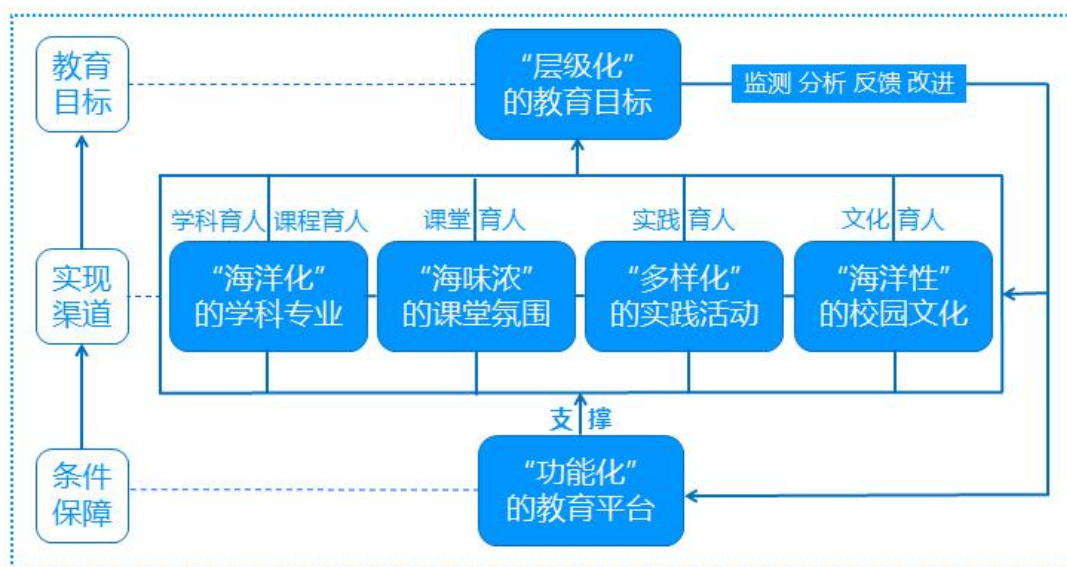 教育
目标
“层级化”
的教育目标
监测 分析 反馈 改进
学科育人 课程育人
课堂 育人
实践 育人
文化 育人
实现
渠道
“海洋化”
的学科专业
“海味浓”
的课堂氛围
“多样化”
的实践活动
“海洋性”
的校园文化
支 撑
条件
保障
“功能化”
的教育平台